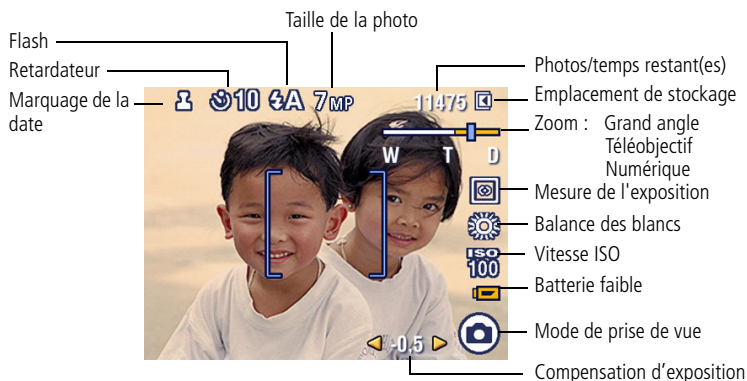 Taille de la photo
Flash
Retardateur
Marquage de la
date
10 A 7MP
11475
W T D
ISO
100
-0,5
Photos/temps restant(es)
Emplacement de stockage
Zoom : Grand angle
Téléobjectif
Numérique
Mesure de l'exposition
Balance des blancs
Vitesse ISO
Batterie faible
Mode de prise de vue
Compensation d'exposition